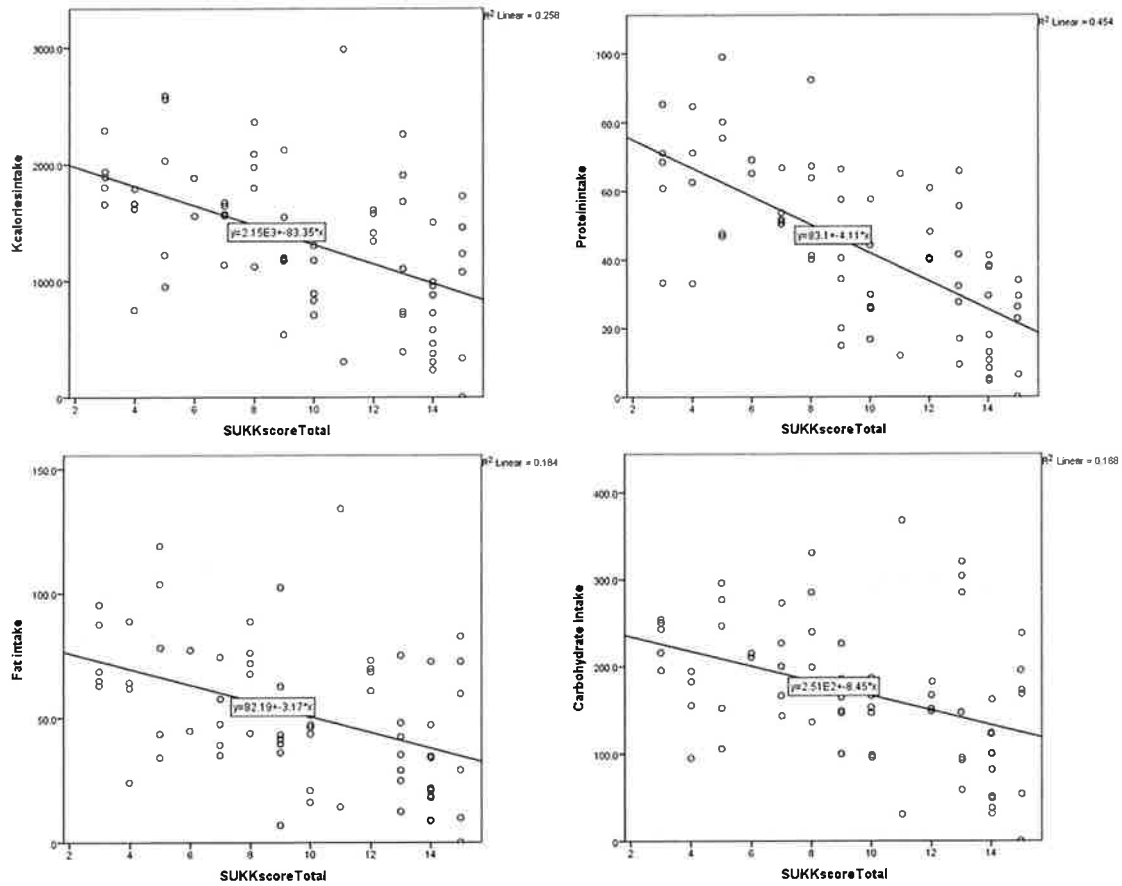 R² Linear = 0.258
Kcaloriesintake
3000.0
2000.0
1000.0
0
y=2.15E3+-83.35*x
2 4 6 8 10 12 14
SUKKscoreTotal
R² Linear = 0.454
Proteinintake
100.0
80.0
60.0
40.0
20.0
.0
y=83.1+-4.11*x
2 4 6 8 10 12 14
SUKKscoreTotal
R² Linear = 0.184
Fat intake
150.0
100.0
50.0
.0
y=82.19+-3.17*x
2 4 6 8 10 12 14
SUKKscoreTotal
R² Linear = 0.168
Carbohydrate intake
400.0
300.0
200.0
100.0
.0
y=2.51E2+-8.45*x
2 4 6 8 10 12 14
SUKKscoreTotal